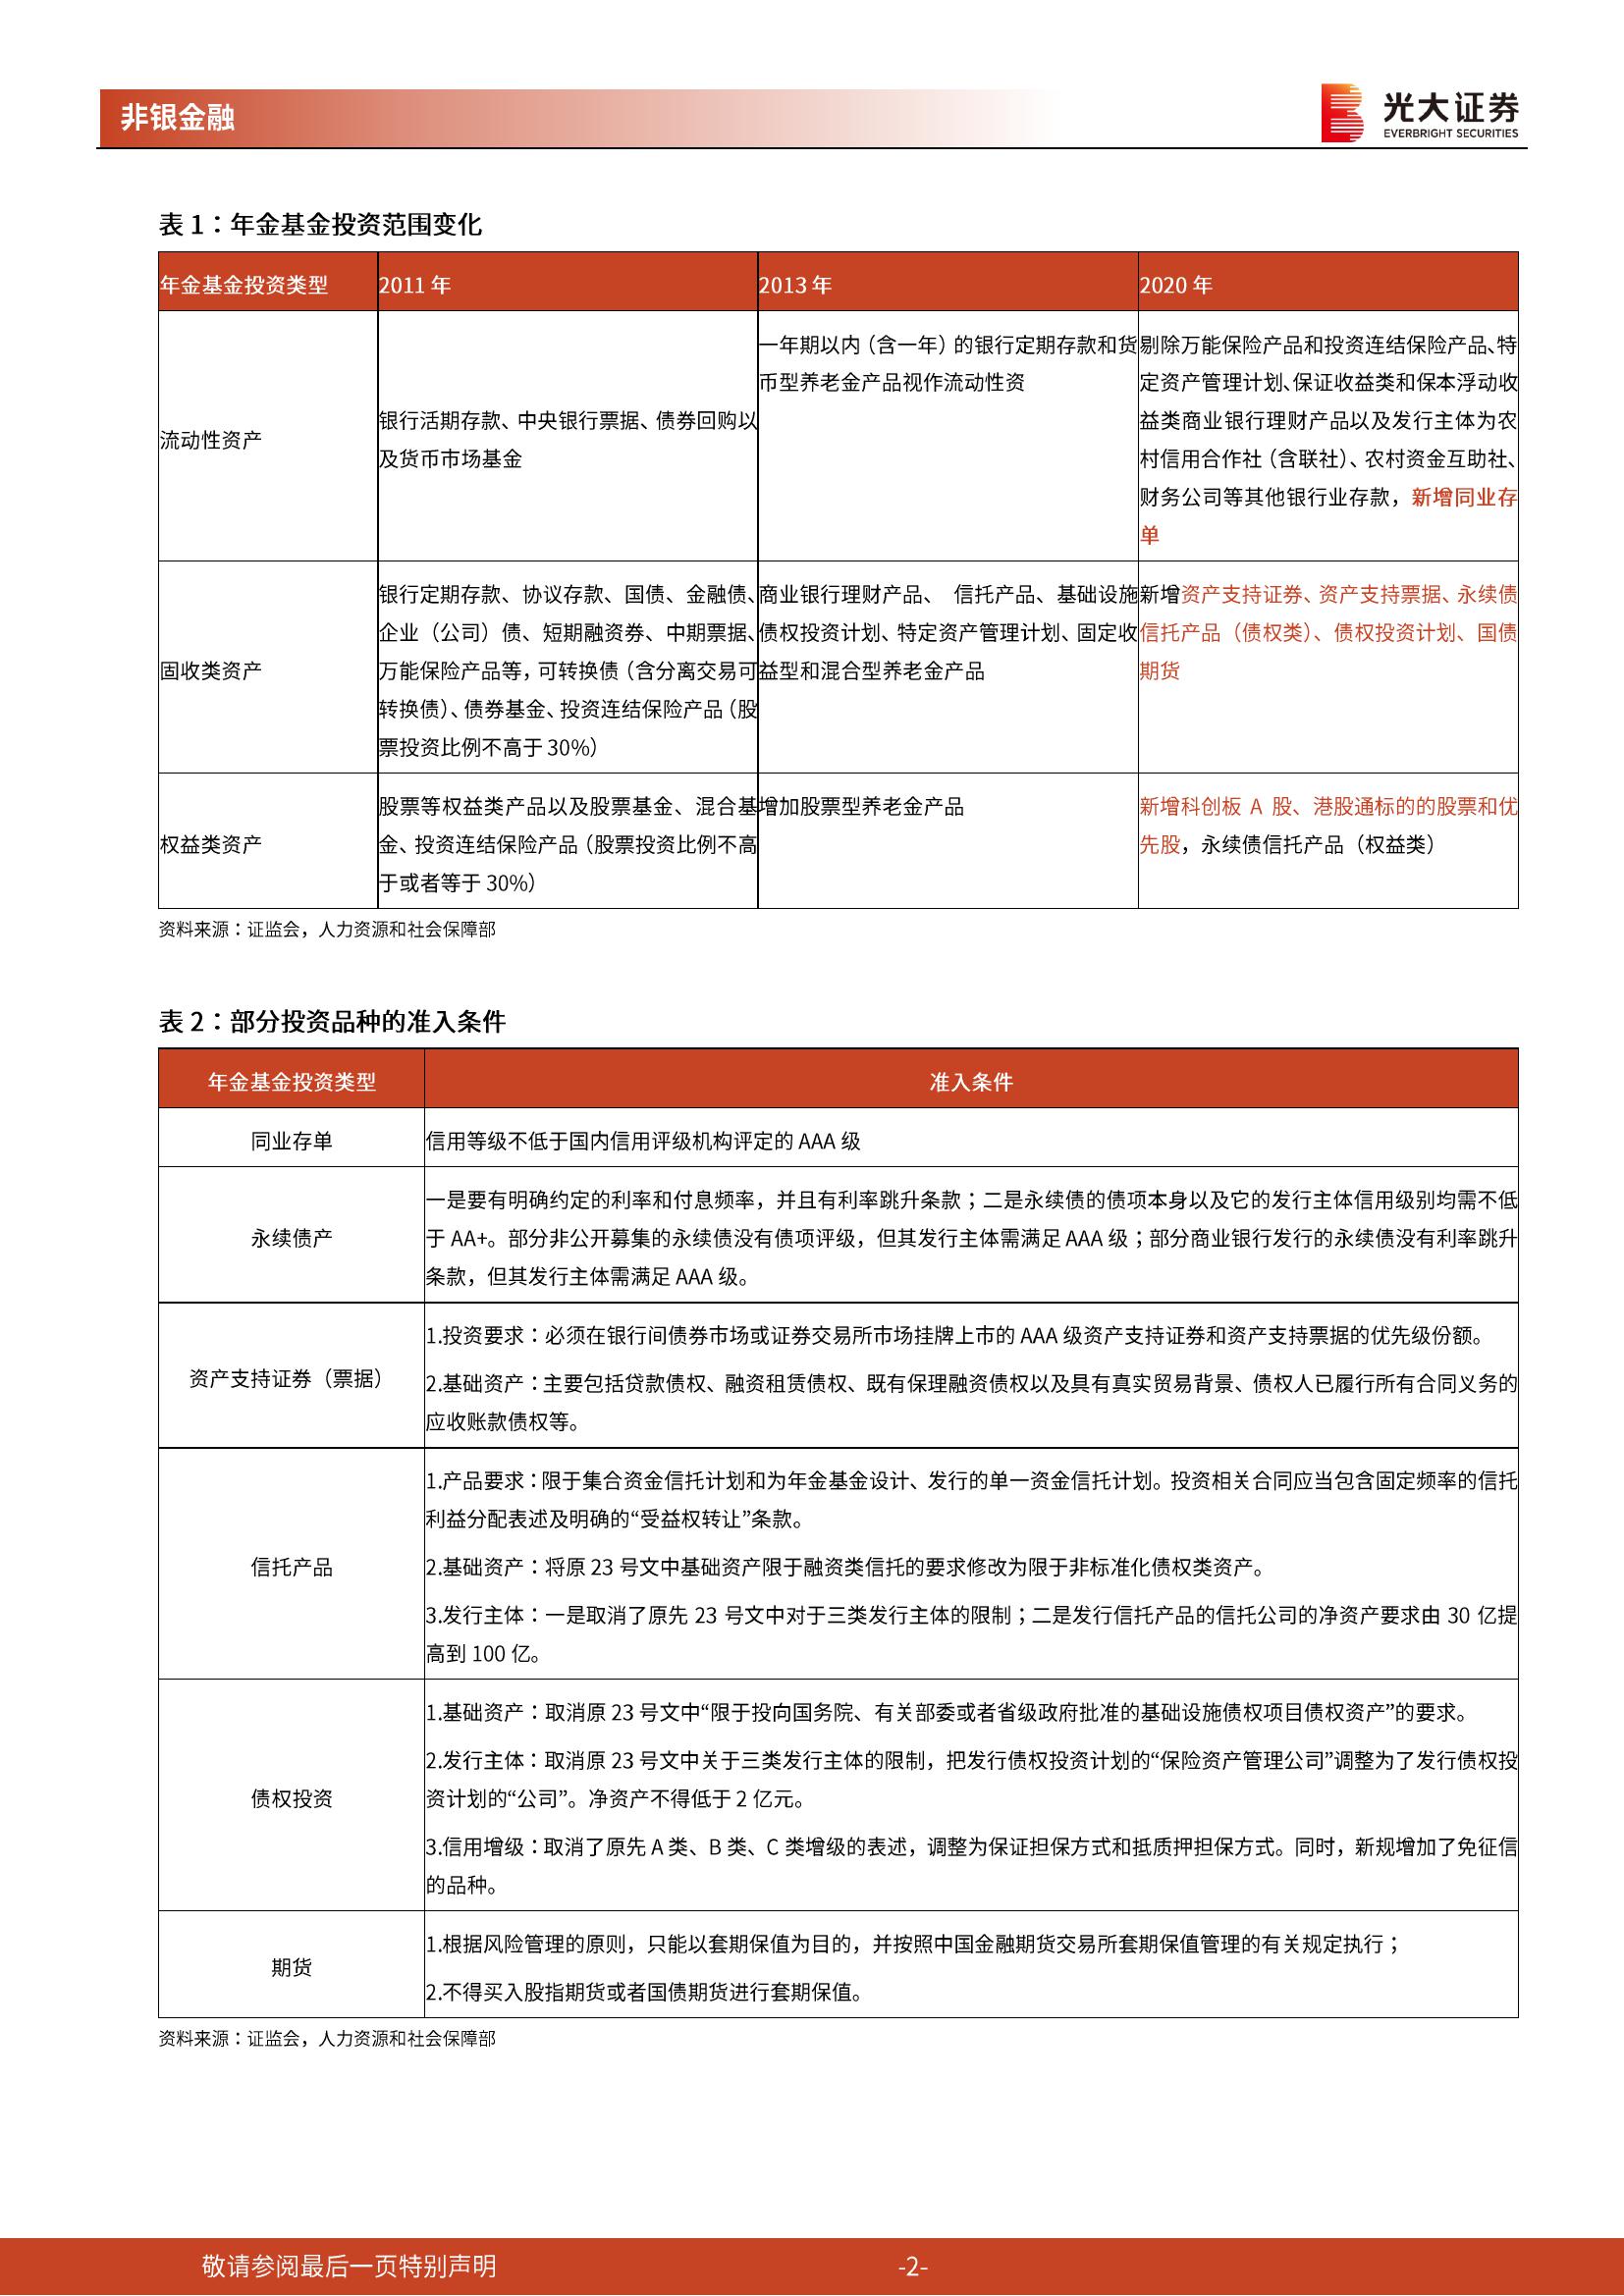 非银金融
光大证券
EVERBRIGHT SECURITIES
表 1：年金基金投资范围变化
年金基金投资类型
2011 年
2013 年
2020 年
流动性资产
银行活期存款、中央银行票据、债券回购以
及货币市场基金
一年期以内（含一年）的银行定期存款和货
币型养老金产品视作流动性资
剔除万能保险产品和投资连结保险产品、特
定资产管理计划、保证收益类和保本浮动收
益类商业银行理财产品以及发行主体为农
村信用合作社（含联社）、农村资金互助社、
财务公司等其他银行业存款，新增同业存
单
固收类资产
银行定期存款、协议存款、国债、金融债、
企业（公司）债、短期融资券、中期票据、
万能保险产品等，可转换债（含分离交易可
转换债）、债券基金、投资连结保险产品（股
票投资比例不高于 30%）
商业银行理财产品、 信托产品、基础设施
债权投资计划、特定资产管理计划、固定收
益型和混合型养老金产品
新增资产支持证券、资产支持票据、永续债
信托产品（债权类）、债权投资计划、国债
期货
权益类资产
股票等权益类产品以及股票基金、混合基
金、投资连结保险产品（股票投资比例不高
于或者等于 30%）
增加股票型养老金产品
新增科创板 A 股、港股通标的的股票和优
先股，永续债信托产品（权益类）
资料来源：证监会，人力资源和社会保障部
表 2：部分投资品种的准入条件
年金基金投资类型
准入条件
同业存单
信用等级不低于国内信用评级机构评定的 AAA 级
永续债产
一是要有明确约定的利率和付息频率，并且有利率跳升条款；二是永续债的债项本身以及它的发行主体信用级别均需不低
于 AA+。部分非公开募集的永续债没有债项评级，但其发行主体需满足 AAA 级；部分商业银行发行的永续债没有利率跳升
条款，但其发行主体需满足 AAA 级。
资产支持证券（票据）
1.投资要求：必须在银行间债券市场或证券交易所市场挂牌上市的 AAA 级资产支持证券和资产支持票据的优先级份额。
2.基础资产：主要包括贷款债权、融资租赁债权、既有保理融资债权以及具有真实贸易背景、债权人已履行所有合同义务的
应收账款债权等。
信托产品
1.产品要求：限于集合资金信托计划和为年金基金设计、发行的单一资金信托计划。投资相关合同应当包含固定频率的信托
利益分配表述及明确的“受益权转让”条款。
2.基础资产：将原 23 号文中基础资产限于融资类信托的要求修改为限于非标准化债权类资产。
3.发行主体：一是取消了原先 23 号文中对于三类发行主体的限制；二是发行信托产品的信托公司的净资产要求由 30 亿提
高到 100 亿。
债权投资
1.基础资产：取消原 23 号文中“限于投向国务院、有关部委或者省级政府批准的基础设施债权项目债权资产”的要求。
2.发行主体：取消原 23 号文中关于三类发行主体的限制，把发行债权投资计划的“保险资产管理公司”调整为了发行债权投
资计划的“公司”。净资产不得低于 2 亿元。
3.信用增级：取消了原先 A 类、B 类、C 类增级的表述，调整为保证担保方式和抵质押担保方式。同时，新规增加了免征信
的品种。
期货
1.根据风险管理的原则，只能以套期保值为目的，并按照中国金融期货交易所套期保值管理的有关规定执行；
2.不得买入股指期货或者国债期货进行套期保值。
资料来源：证监会，人力资源和社会保障部
敬请参阅最后一页特别声明
-2-